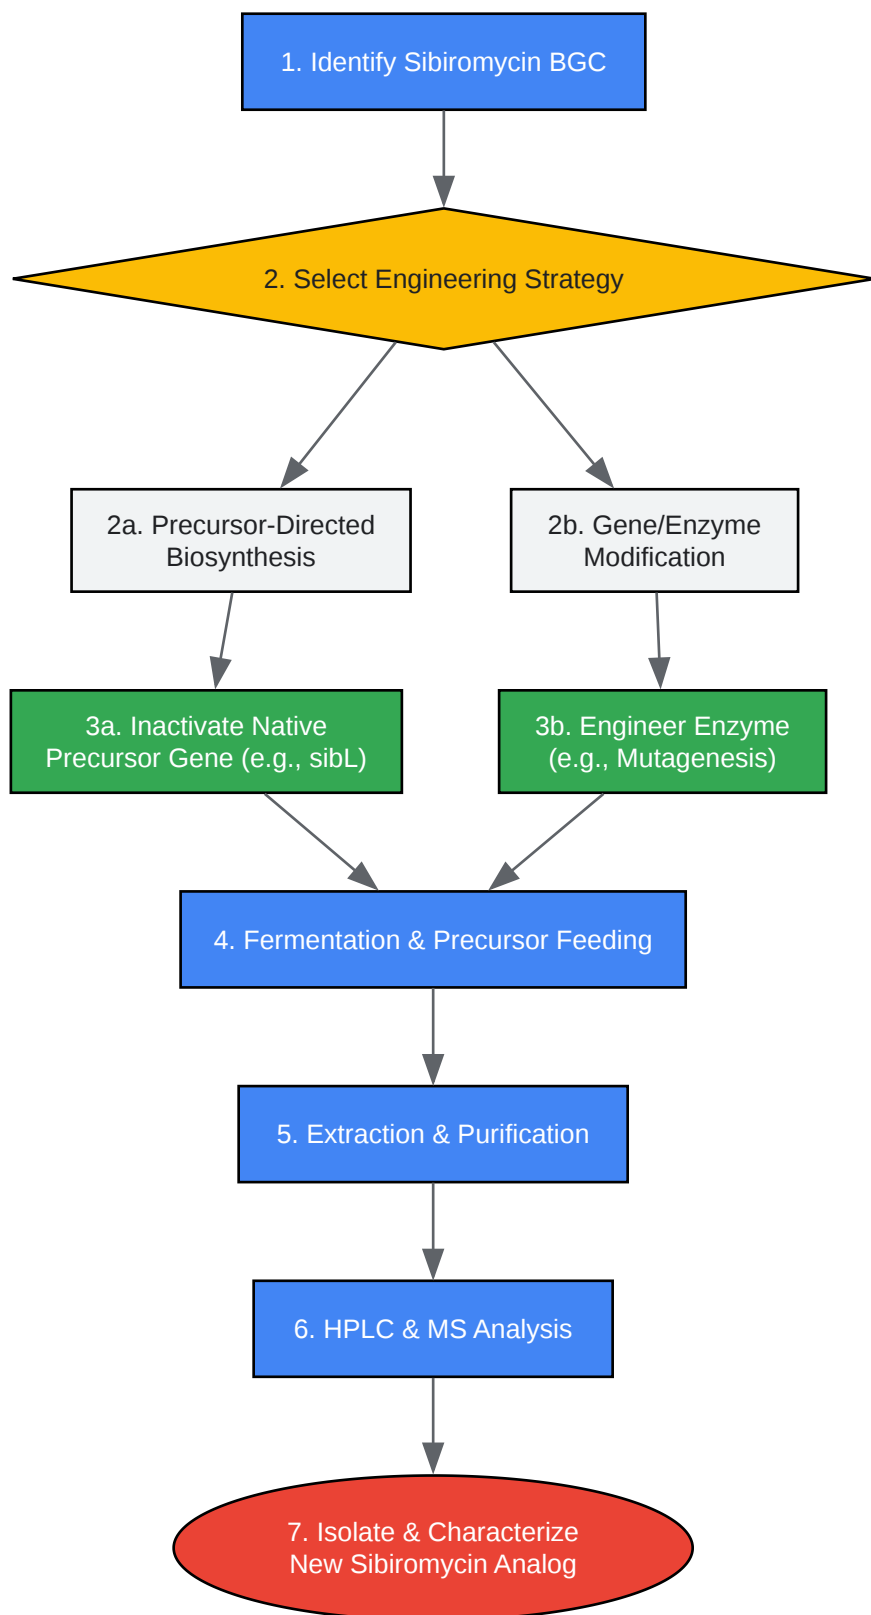 1. Identify Sibiromycin BGC
2. Select Engineering Strategy
2a. Precursor-Directed
Biosynthesis
2b. Gene/Enzyme
Modification
3a. Inactivate Native
Precursor Gene (e.g., sibL)
3b. Engineer Enzyme
(e.g., Mutagenesis)
4. Fermentation & Precursor Feeding
5. Extraction & Purification
6. HPLC & MS Analysis
7. Isolate & Characterize
New Sibiromycin Analog